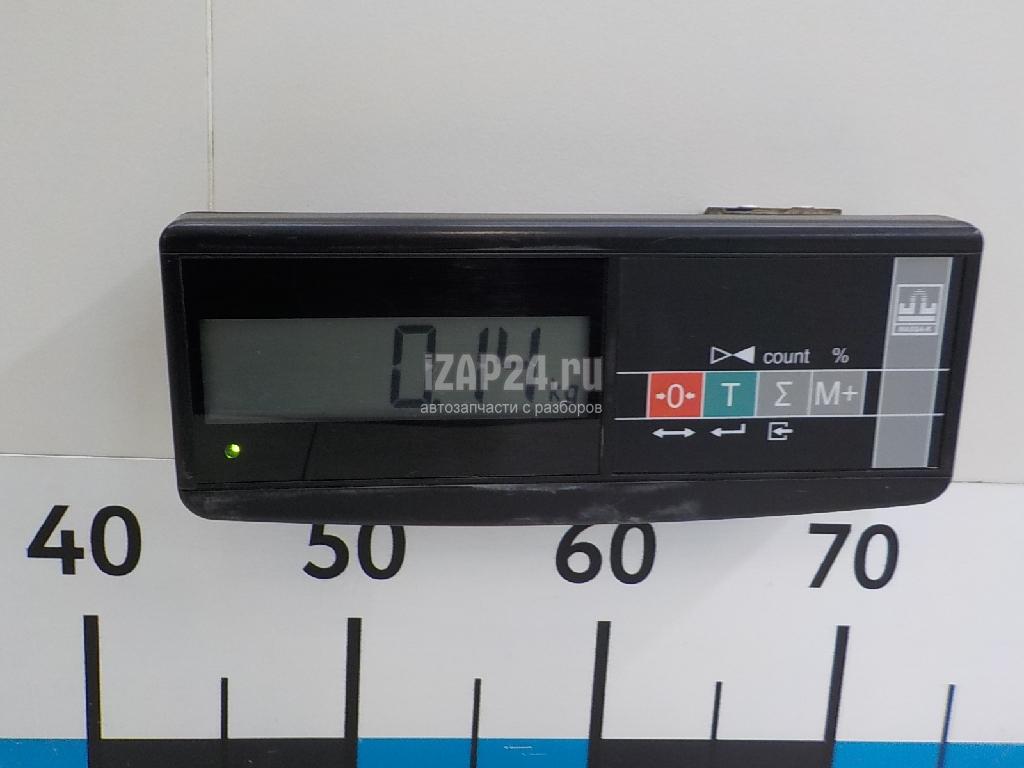 0.14 kg
iZAP24.ru
автозапчасти с разборов
count %
→0← T Σ M+
40 50 60 70